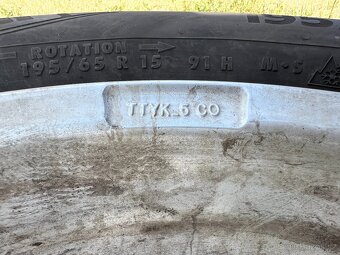 ROTATION
195/65 R 15 91 H M·S
TTYK 5 CO